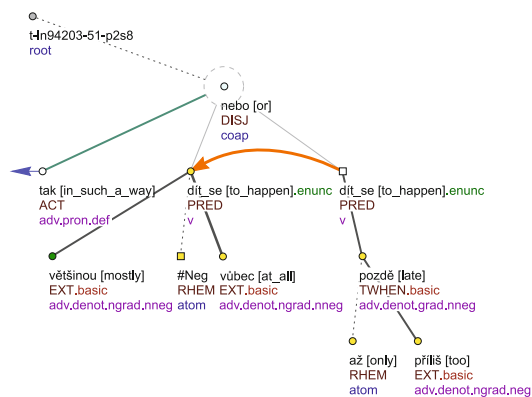 t-ln94203-51-p2s8
root
nebo [or]
DISJ
coap
tak [in_such_a_way]
ACT
adv.pron.def
dít_se [to_happen].enunc
PRED
v
dít_se [to_happen].enunc
PRED
v
většinou [mostly]
EXT.basic
adv.denot.ngrad.nneg
#Neg
RHEM
atom
vůbec [at_all]
EXT.basic
adv.denot.ngrad.nneg
pozdě [late]
TWHEN.basic
adv.denot.grad.nneg
až [only]
RHEM
atom
příliš [too]
EXT.basic
adv.denot.ngrad.neg